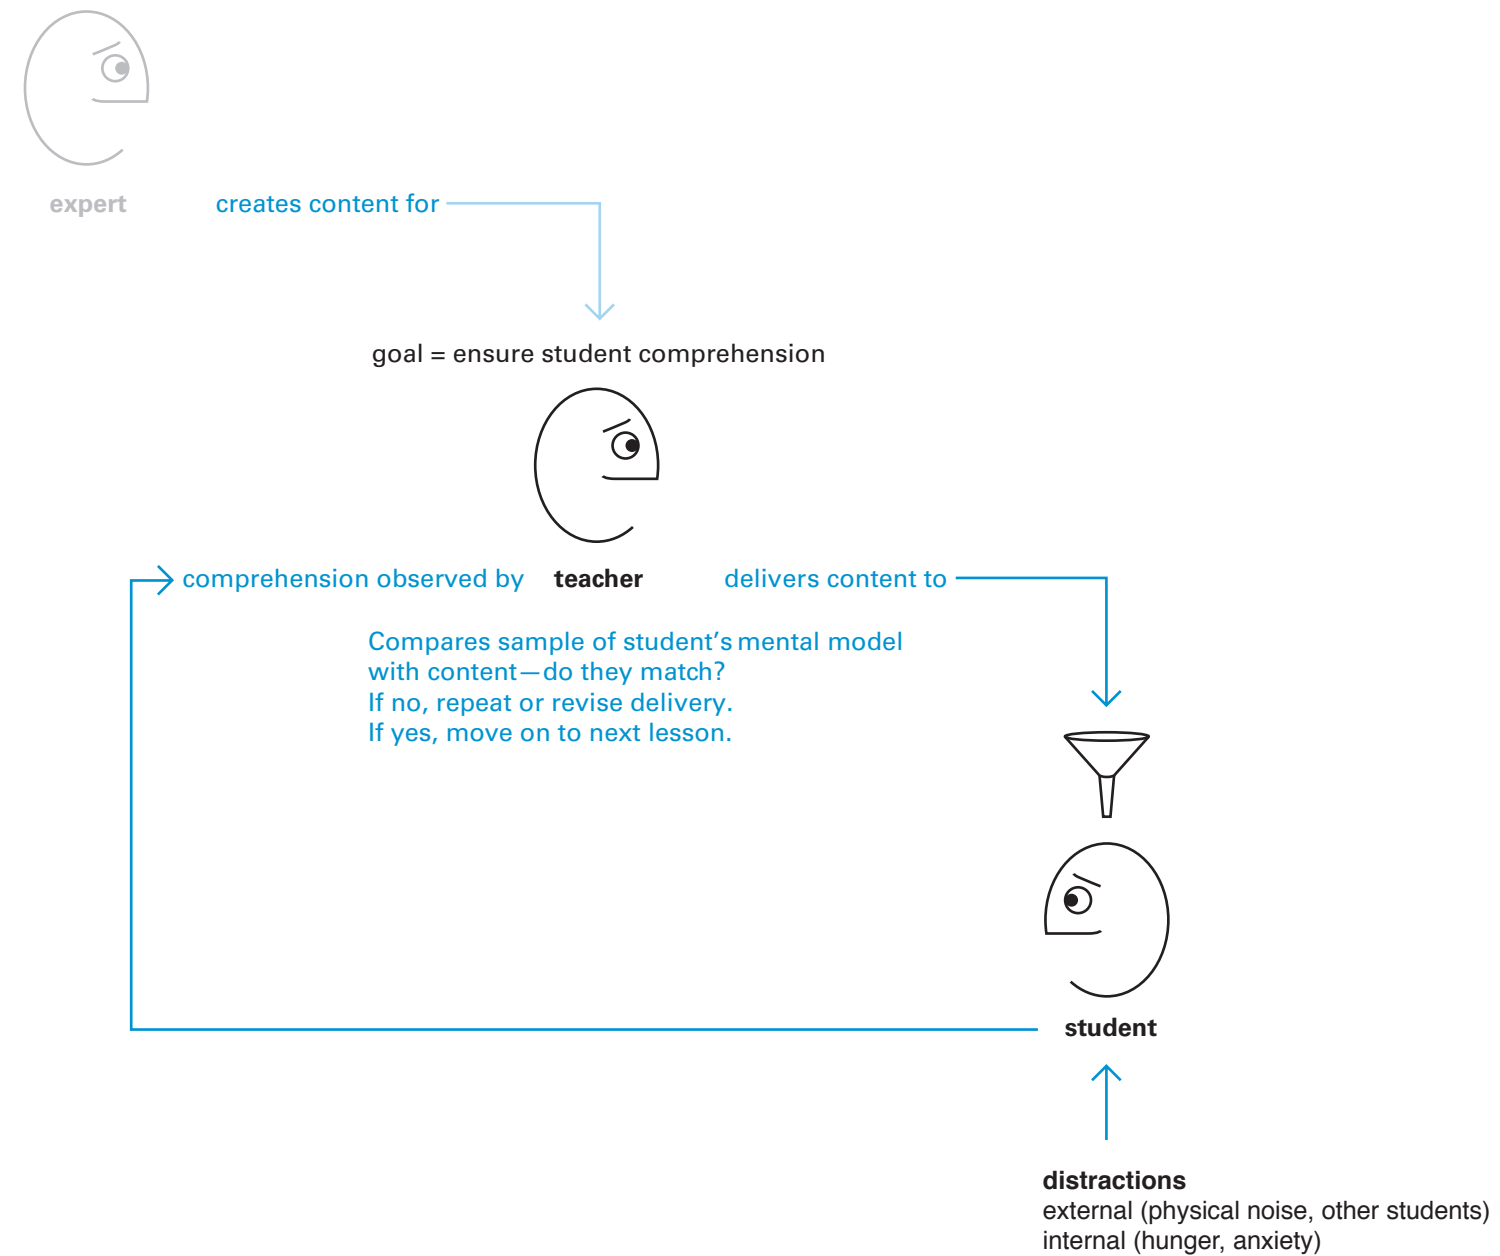 expert
creates content for
goal = ensure student comprehension
comprehension observed by
teacher
delivers content to
Compares sample of student’s mental model
with content—do they match?
If no, repeat or revise delivery.
If yes, move on to next lesson.
student
distractions
external (physical noise, other students)
internal (hunger, anxiety)